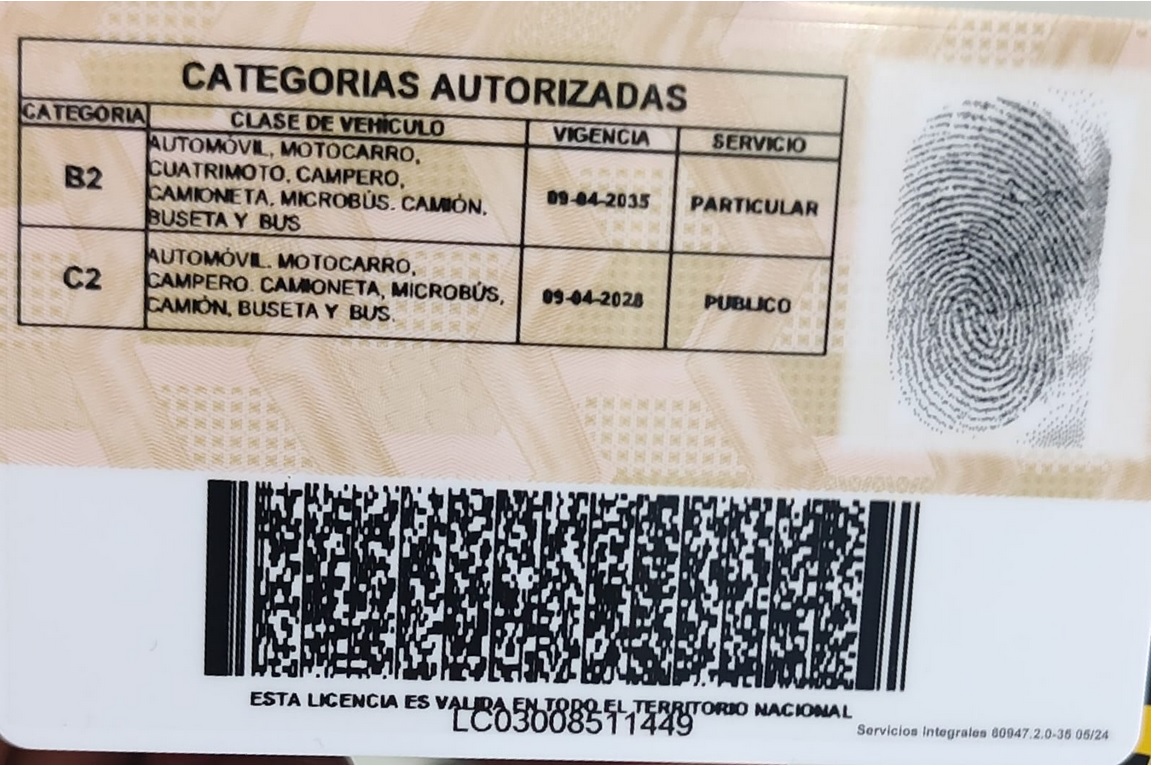 CATEGORIAS AUTORIZADAS
CATEGORIA CLASE DE VEHÍCULO VIGENCIA SERVICIO
B2
AUTOMÓVIL, MOTOCARRO,
CUATRIMOTO, CAMPERO,
CAMIONETA, MICROBÚS, CAMIÓN,
BUSETA Y BUS
09-04-2035
PARTICULAR
C2
AUTOMÓVIL. MOTOCARRO,
CAMPERO. CAMIONETA, MICROBÚS,
CAMIÓN, BUSETA Y BUS.
09-04-2028
PUBLICO
ESTA LICENCIA ES VALIDA EN TODO EL TERRITORIO NACIONAL
LC03008511449
Servicios Integrales 60947.2.0-35 05/24